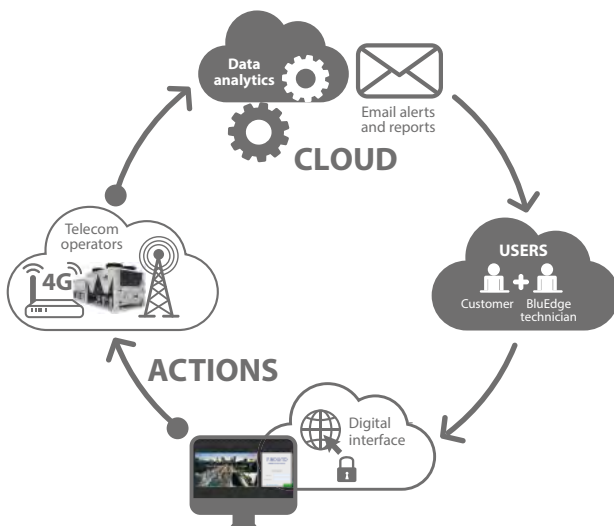 Data
analytics
Email alerts
and reports
CLOUD
Telecom
operators
4G
USERS
Customer
BluEdge
technician
ACTIONS
Digital
interface